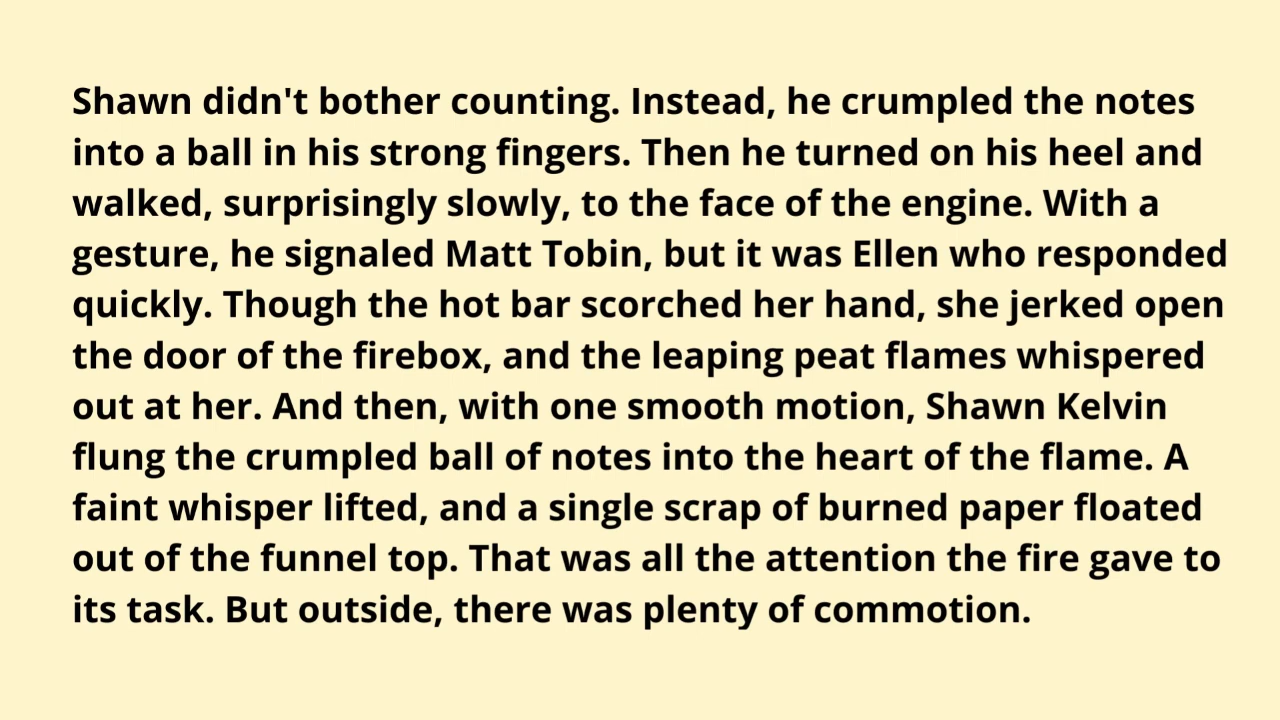 Shawn didn't bother counting. Instead, he crumpled the notes
into a ball in his strong fingers. Then he turned on his heel and
walked, surprisingly slowly, to the face of the engine. With a
gesture, he signaled Matt Tobin, but it was Ellen who responded
quickly. Though the hot bar scorched her hand, she jerked open
the door of the firebox, and the leaping peat flames whispered
out at her. And then, with one smooth motion, Shawn Kelvin
flung the crumpled ball of notes into the heart of the flame. A
faint whisper lifted, and a single scrap of burned paper floated
out of the funnel top. That was all the attention the fire gave to
its task. But outside, there was plenty of commotion.